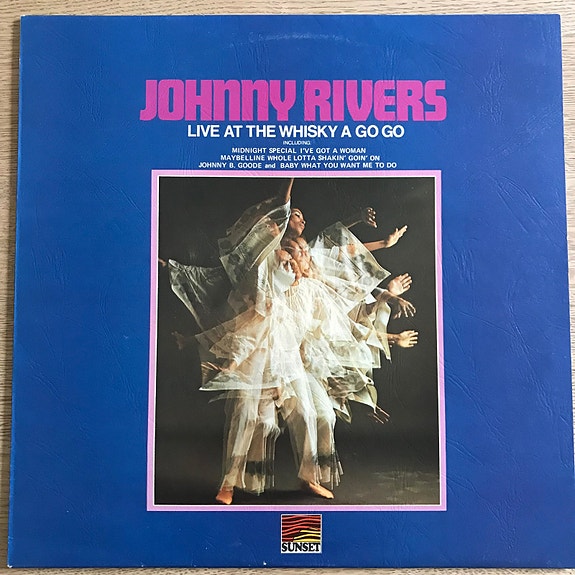 JOHNNY RIVERS
LIVE AT THE WHISKY A GO GO
INCLUDING
MIDNIGHT SPECIAL I'VE GOT A WOMAN
MAYBELLINE WHOLE LOTTA SHAKIN' GOIN' ON
JOHNNY B. GOODE and BABY WHAT YOU WANT ME TO DO
SUNSET